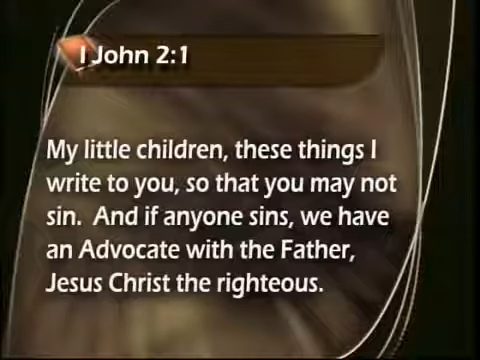 I John 2:1
My little children, these things I
write to you, so that you may not
sin.  And if anyone sins, we have
an Advocate with the Father,
Jesus Christ the righteous.